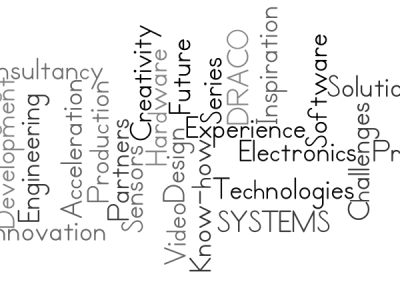 nsultancy
Development
Engineering
nnovation
Acceleration
Production
Partners
Sensors
Creativity
Hardware
VideoDesign
Future
Know-how
Series
DRACO
Inspiration
Experience
Electronics
Technologies
SYSTEMS
Software
Challenges
Solutio
Pr